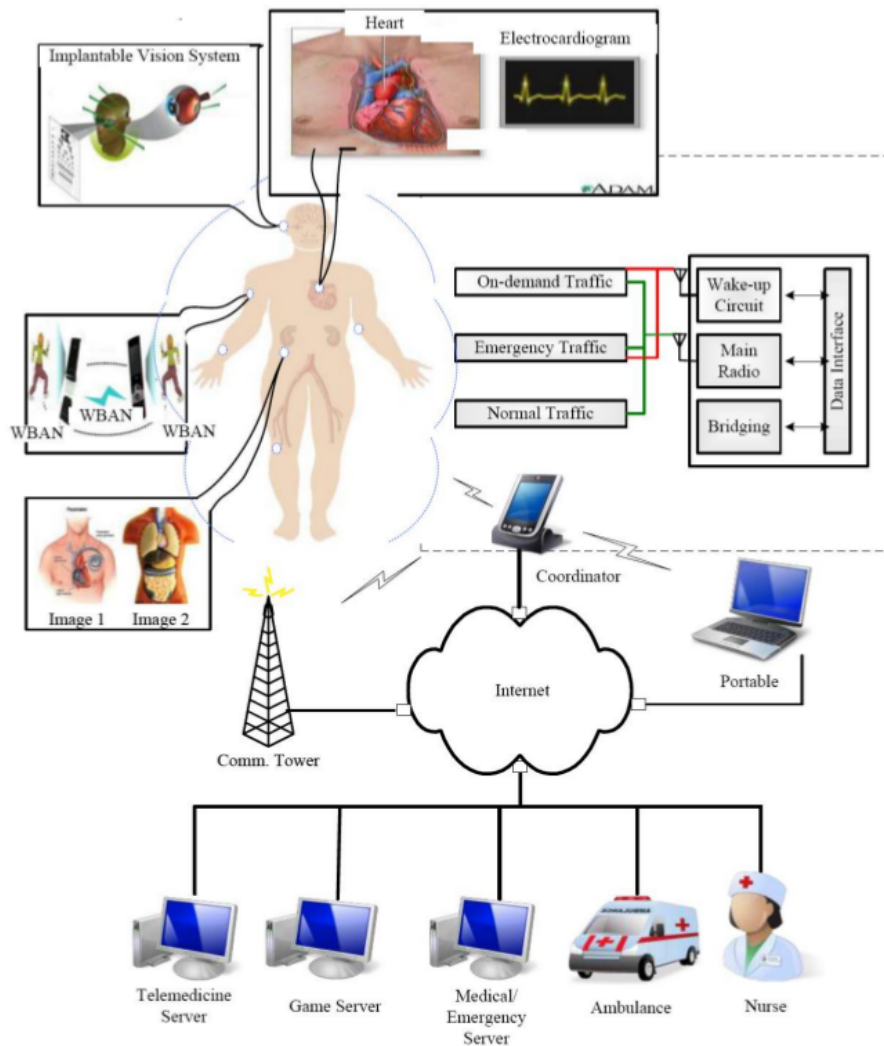 Heart
Implantable Vision System
Electrocardiogram
ADAM
On-demand Traffic
Wake-up
Circuit
Emergency Traffic
Main
Radio
Data Interface
Normal Traffic
Bridging
WBAN
WBAN
WBAN
Image 1
Image 2
Coordinator
Internet
Portable
Comm. Tower
AMBULANCE
Telemedicine
Server
Game Server
Medical/
Emergency
Server
Ambulance
Nurse